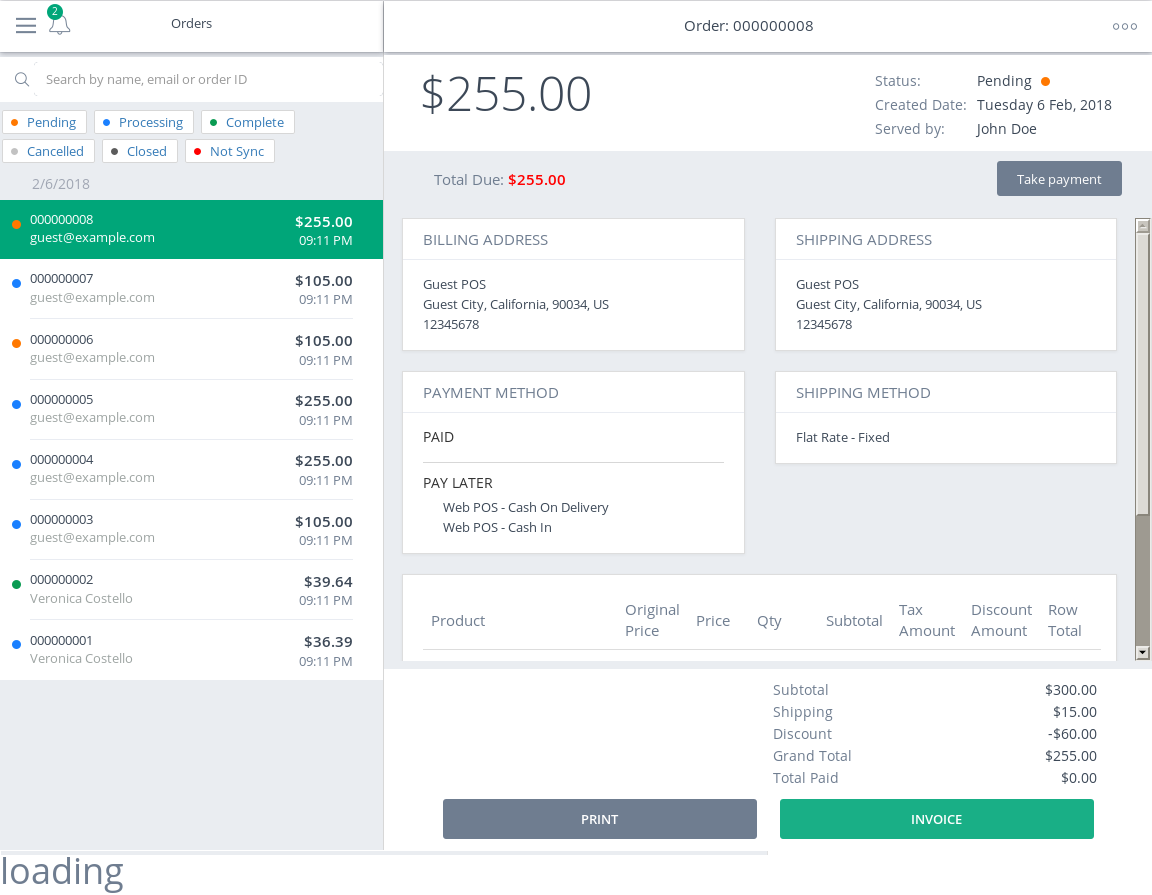 2
Orders
Order: 000000008
Search by name, email or order ID
Pending
Processing
Complete
Cancelled
Closed
Not Sync
2/6/2018
000000008 $255.00
guest@example.com 09:11 PM
000000007 $105.00
guest@example.com 09:11 PM
000000006 $105.00
guest@example.com 09:11 PM
000000005 $255.00
guest@example.com 09:11 PM
000000004 $255.00
guest@example.com 09:11 PM
000000003 $105.00
guest@example.com 09:11 PM
000000002 $39.64
Veronica Costello 09:11 PM
000000001 $36.39
Veronica Costello 09:11 PM
$255.00
Status: Pending
Created Date: Tuesday 6 Feb, 2018
Served by: John Doe
Total Due: $255.00
Take payment
BILLING ADDRESS
Guest POS
Guest City, California, 90034, US
12345678
SHIPPING ADDRESS
Guest POS
Guest City, California, 90034, US
12345678
PAYMENT METHOD
PAID
PAY LATER
Web POS - Cash On Delivery
Web POS - Cash In
SHIPPING METHOD
Flat Rate - Fixed
Product
Original
Price
Price
Qty
Subtotal
Tax
Amount
Discount
Amount
Row
Total
Subtotal $300.00
Shipping $15.00
Discount -$60.00
Grand Total $255.00
Total Paid $0.00
PRINT
INVOICE
loading